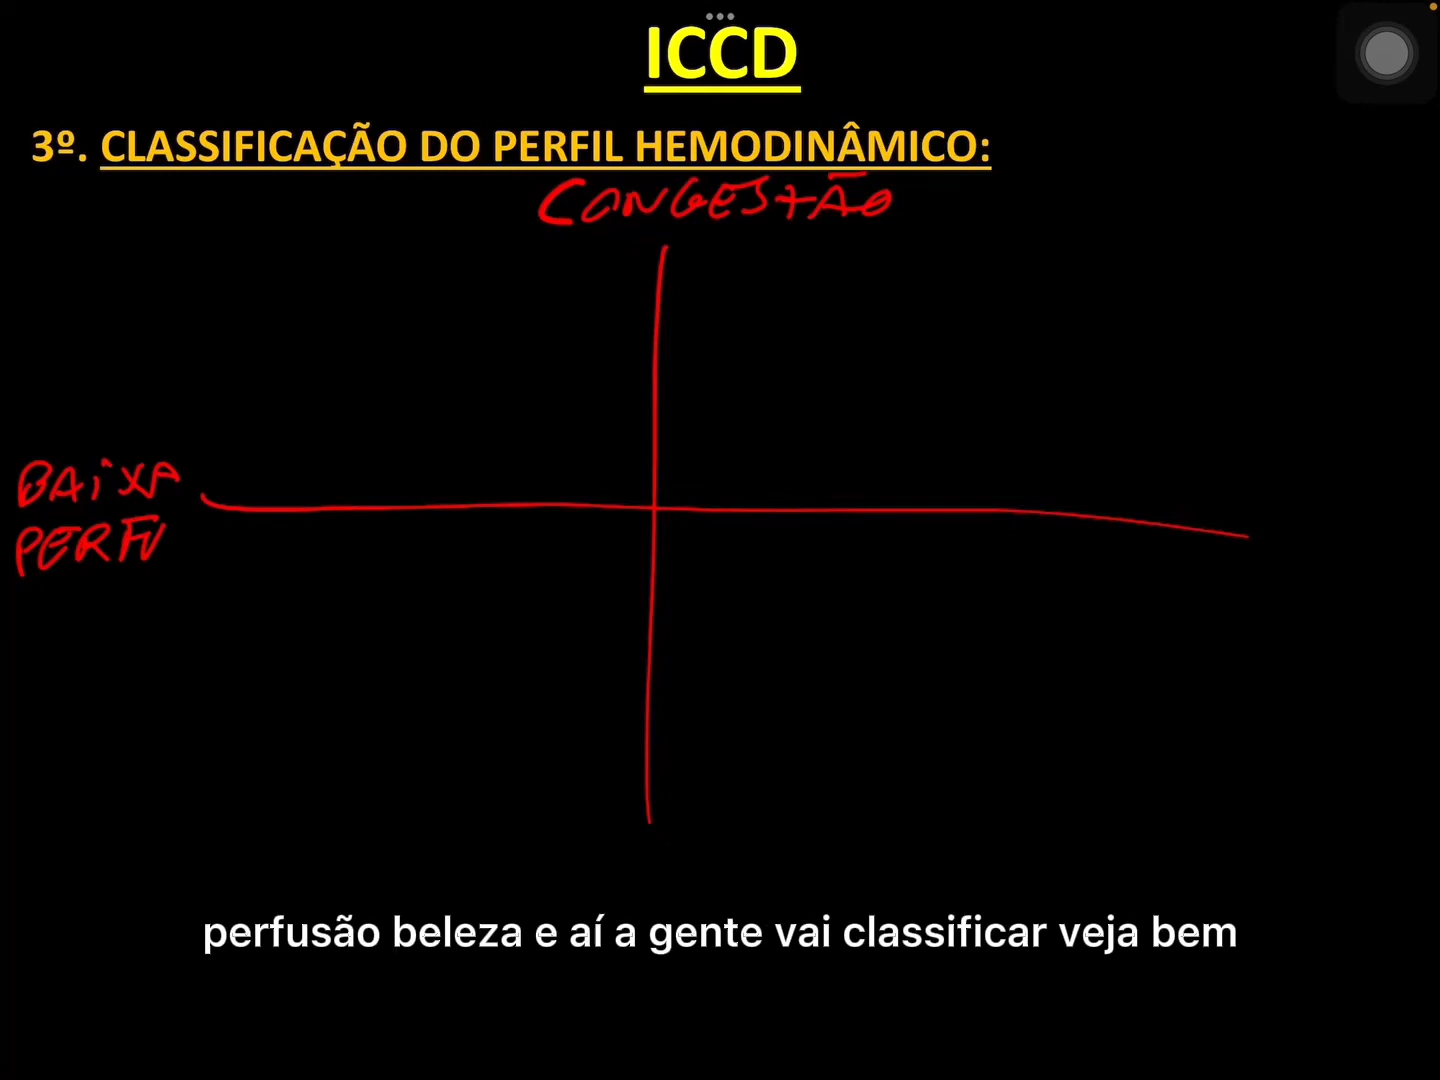 ICCD
3º. CLASSIFICAÇÃO DO PERFIL HEMODINÂMICO:
CONGESTÃO
BAIXA
PERFU
perfusão beleza e aí a gente vai classificar veja bem